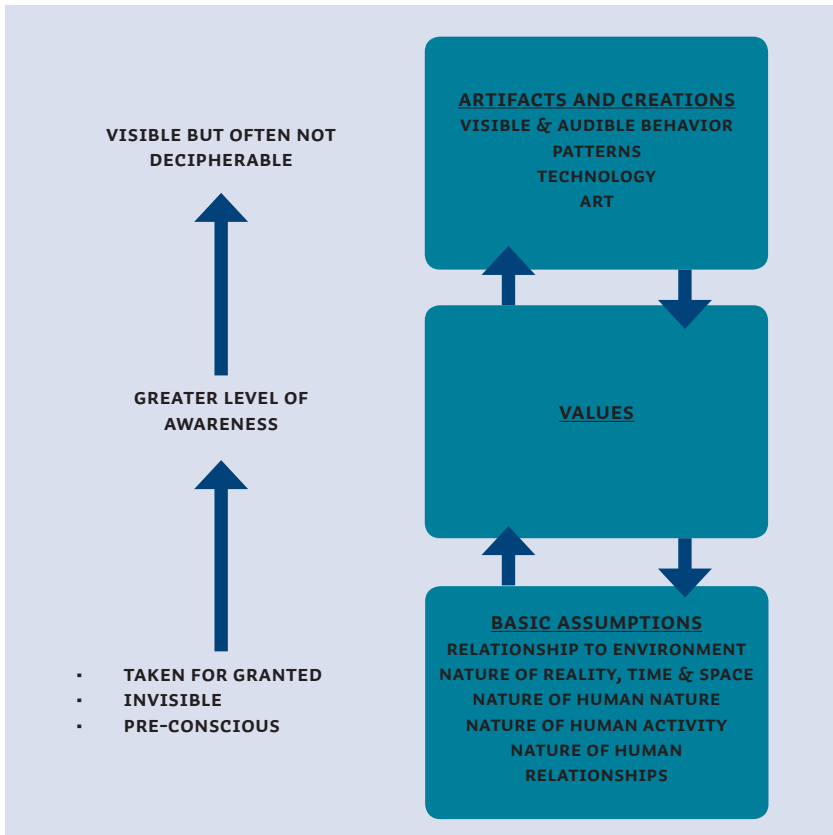 VISIBLE BUT OFTEN NOT
DECIPHERABLE
GREATER LEVEL OF
AWARENESS
▪ TAKEN FOR GRANTED
▪ INVISIBLE
▪ PRE-CONSCIOUS
ARTIFACTS AND CREATIONS
VISIBLE & AUDIBLE BEHAVIOR
PATTERNS
TECHNOLOGY
ART
VALUES
BASIC ASSUMPTIONS
RELATIONSHIP TO ENVIRONMENT
NATURE OF REALITY, TIME & SPACE
NATURE OF HUMAN NATURE
NATURE OF HUMAN ACTIVITY
NATURE OF HUMAN
RELATIONSHIPS